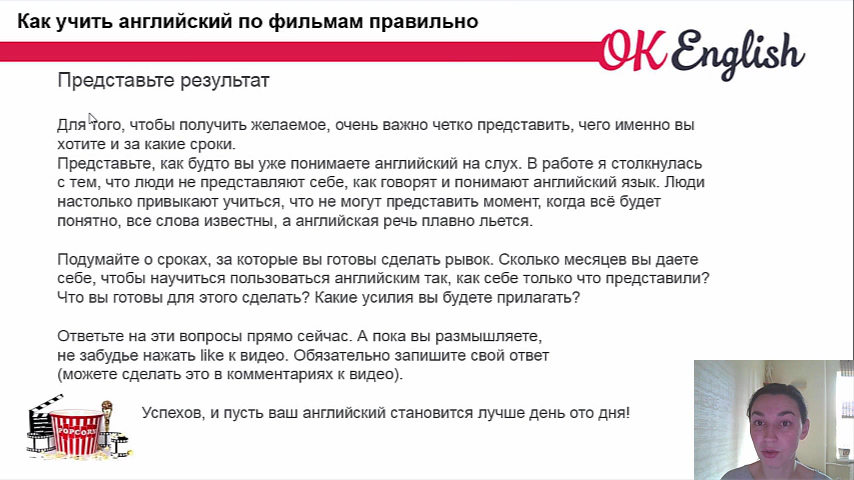 Как учить английский по фильмам правильно
OK English
Представьте результат
Для того, чтобы получить желаемое, очень важно четко представить, чего именно вы
хотите и за какие сроки.
Представьте, как будто вы уже понимаете английский на слух. В работе я столкнулась
с тем, что люди не представляют себе, как говорят и понимают английский язык. Люди
настолько привыкают учиться, что не могут представить момент, когда всё будет
понятно, все слова известны, а английская речь плавно льется.
Подумайте о сроках, за которые вы готовы сделать рывок. Сколько месяцев вы даете
себе, чтобы научиться пользоваться английским так, как себе только что представили?
Что вы готовы для этого сделать? Какие усилия вы будете прилагать?
Ответьте на эти вопросы прямо сейчас. А пока вы размышляете,
не забудье нажать like к видео. Обязательно запишите свой ответ
(можете сделать это в комментариях к видео).
POPCORN
Успехов, и пусть ваш английский становится лучше день ото дня!